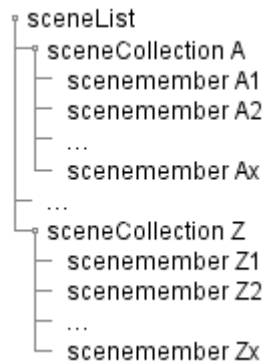 sceneList
sceneCollection A
scenemember A1
scenemember A2
...
scenemember Ax
...
sceneCollection Z
scenemember Z1
scenemember Z2
...
scenemember Zx